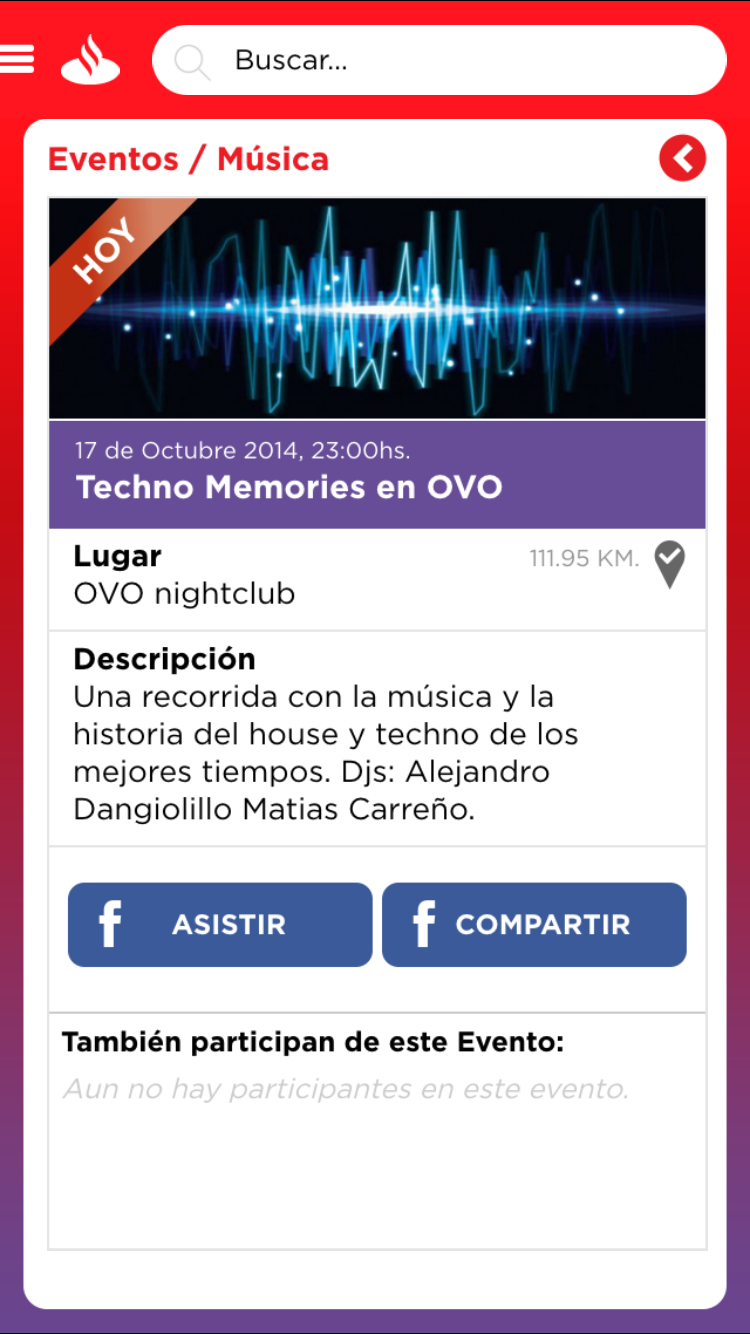 Buscar...
Eventos / Música
HOY
17 de Octubre 2014, 23:00hs.
Techno Memories en OVO
Lugar
111.95 KM.
OVO nightclub
Descripción
Una recorrida con la música y la
historia del house y techno de los
mejores tiempos. Djs: Alejandro
Dangiolillo Matias Carreño.
f ASISTIR
f COMPARTIR
También participan de este Evento:
Aun no hay participantes en este evento.